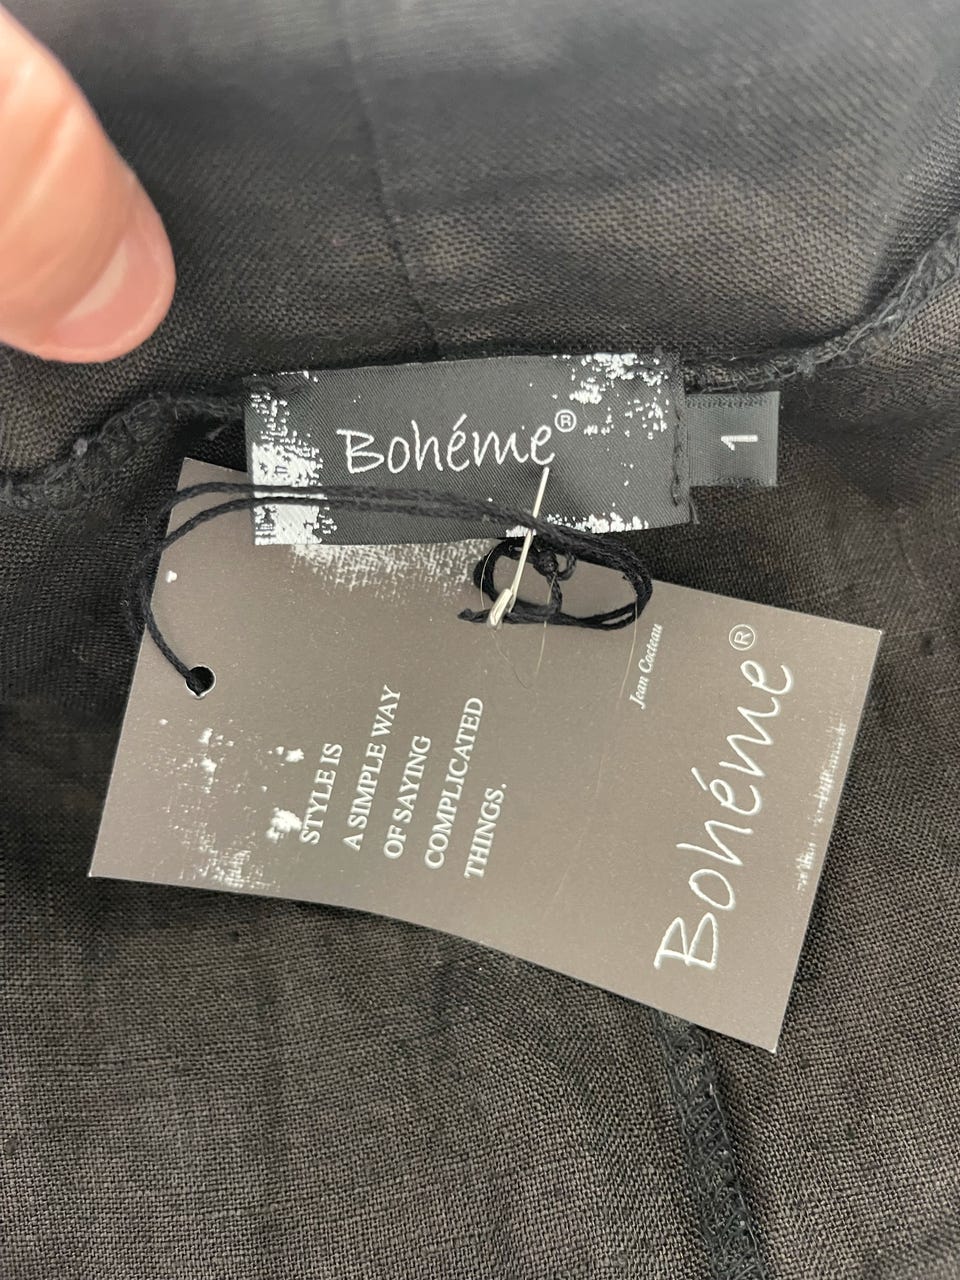 Bohéme®
1
STYLE IS
A SIMPLE WAY
OF SAYING
COMPLICATED
THINGS.
Jean Cocteau
Bohéme®